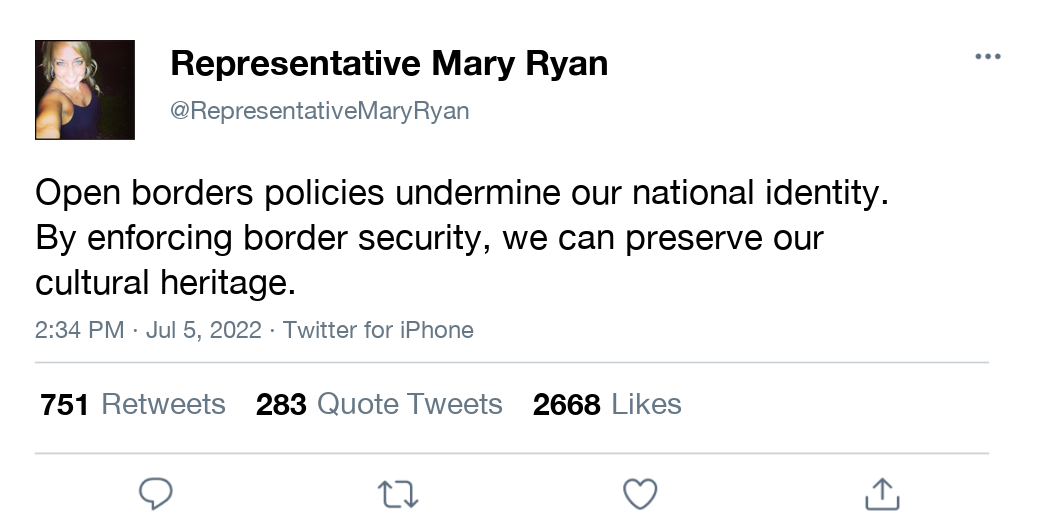 Representative Mary Ryan
@RepresentativeMaryRyan
Open borders policies undermine our national identity.
By enforcing border security, we can preserve our
cultural heritage.
2:34 PM · Jul 5, 2022 · Twitter for iPhone
751 Retweets 283 Quote Tweets 2668 Likes